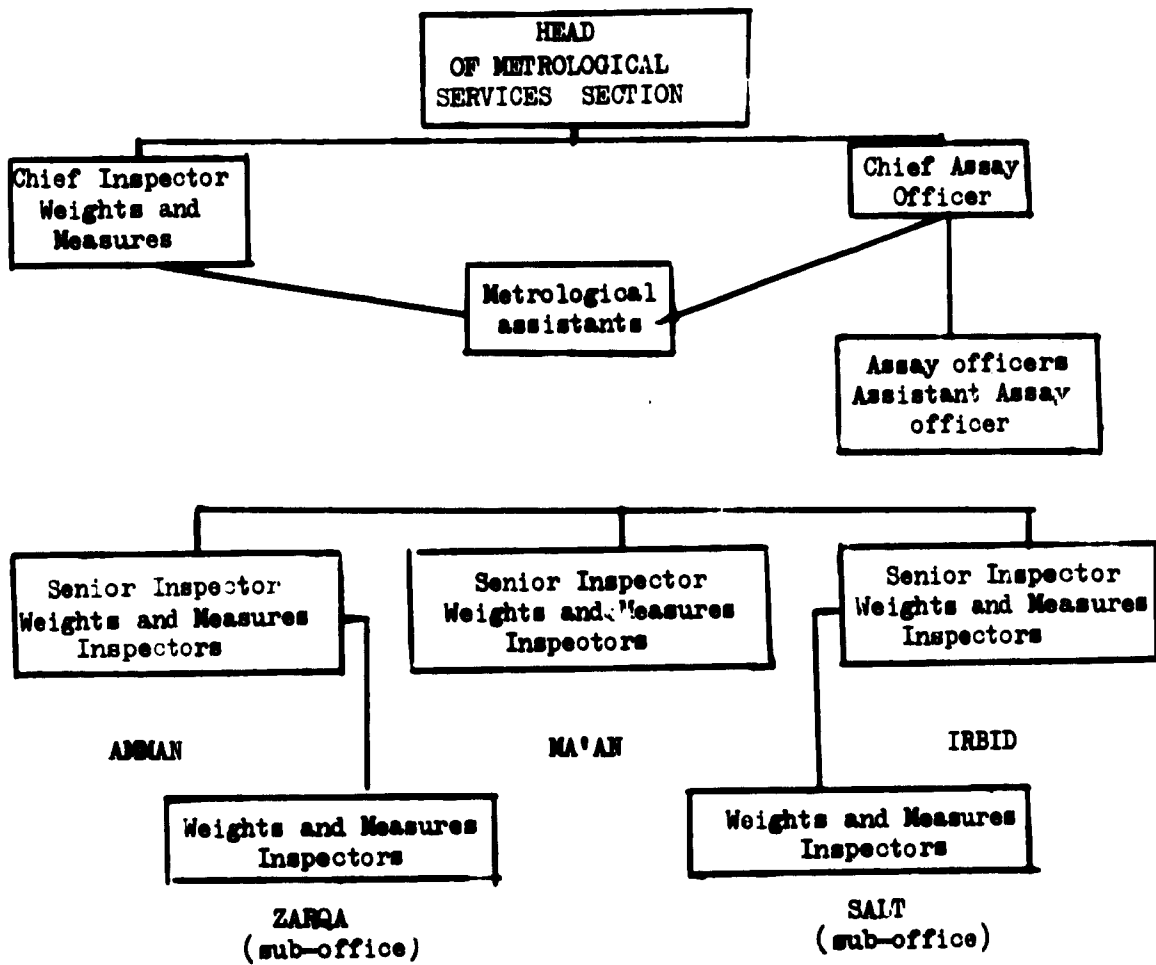 HEAD
OF METROLOGICAL
SERVICES SECTION
Chief Inspector
Weights and
Measures
Chief Assay
Officer
Metrological
assistants
Assay officers
Assistant Assay
officer
Senior Inspector
Weights and Measures
Inspectors
Senior Inspector
Weights and Measures
Inspectors
Senior Inspector
Weights and Measures
Inspectors
AMMAN
MA'AN
IRBID
Weights and Measures
Inspectors
Weights and Measures
Inspectors
ZARQA
(sub-office)
SALT
(sub-office)